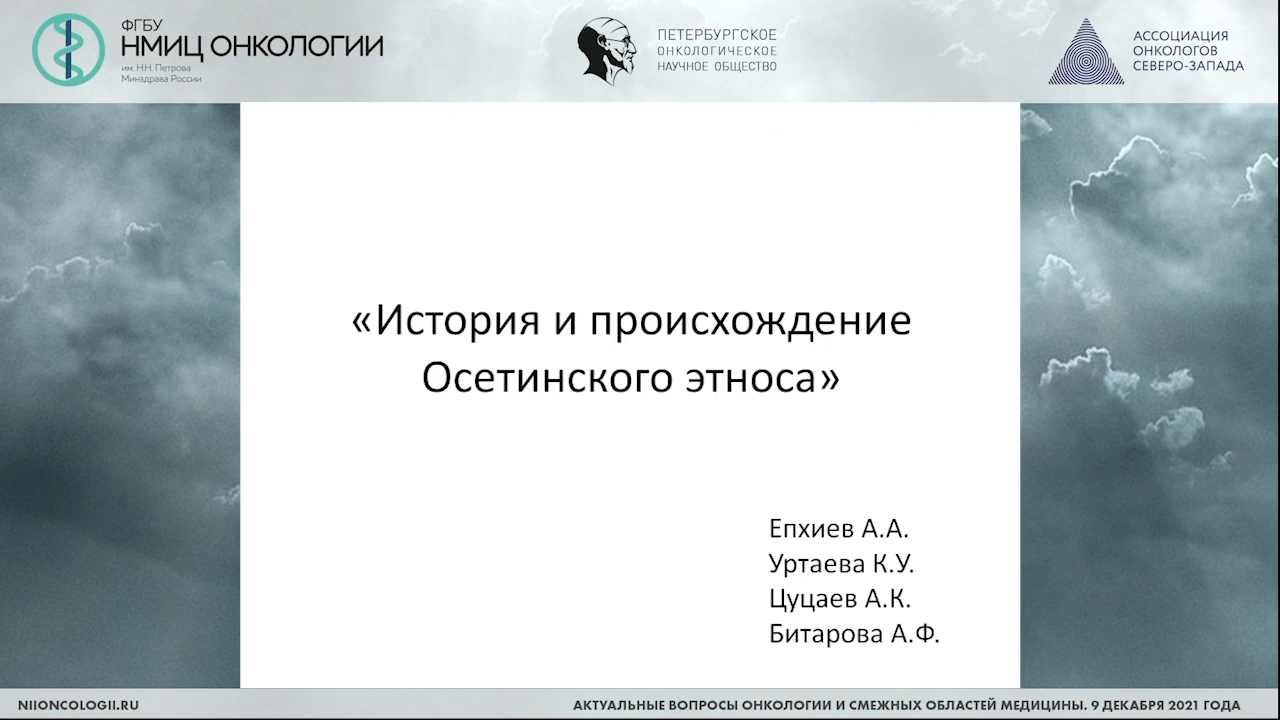 ФГБУ
НМИЦ ОНКОЛОГИИ
им. Н.Н. Петрова
Минздрава России
ПЕТЕРБУРГСКОЕ
ОНКОЛОГИЧЕСКОЕ
НАУЧНОЕ ОБЩЕСТВО
АССОЦИАЦИЯ
ОНКОЛОГОВ
СЕВЕРО-ЗАПАДА
«История и происхождение
Осетинского этноса»
Епхиев А.А.
Уртаева К.У.
Цуцаев А.К.
Битарова А.Ф.
NIIONCOLOGII.RU
АКТУАЛЬНЫЕ ВОПРОСЫ ОНКОЛОГИИ И СМЕЖНЫХ ОБЛАСТЕЙ МЕДИЦИНЫ. 9 ДЕКАБРЯ 2021 ГОДА